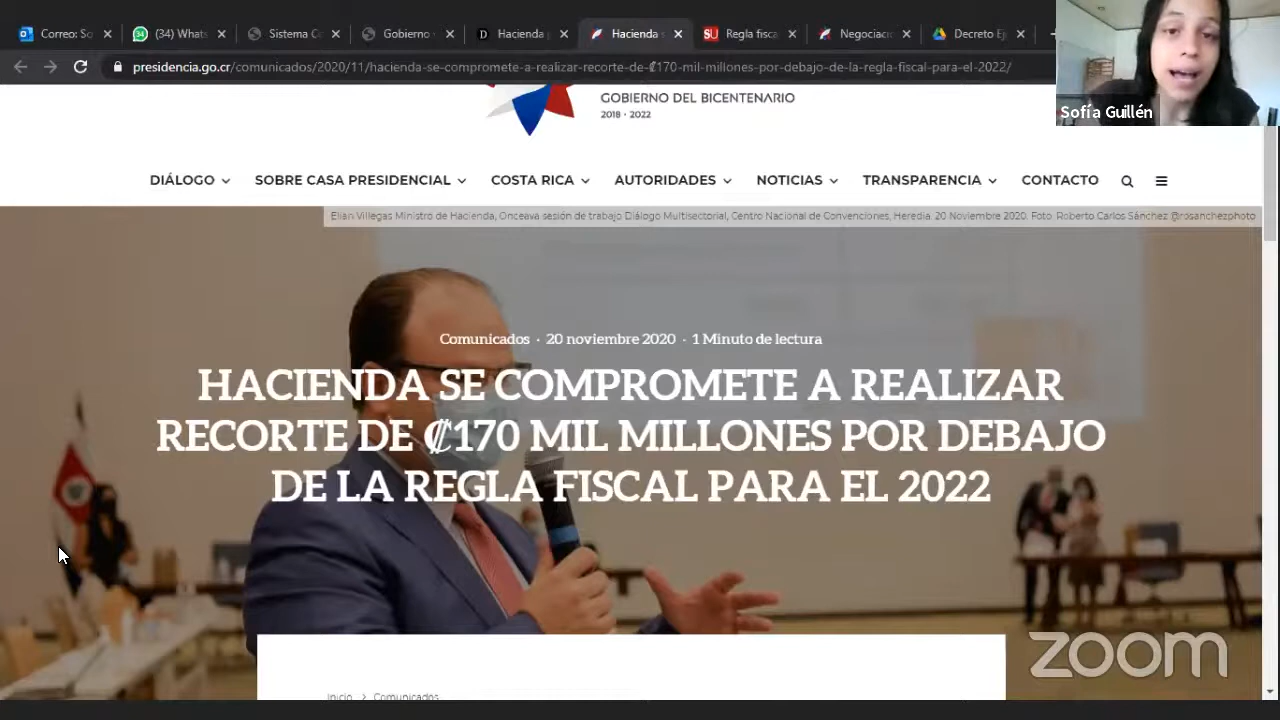 Correo: So
(34) Whats
Sistema Ce
Gobierno
Hacienda
Hacienda
Regla fisca
Negociaci
Decreto Ej
presidencia.go.cr/comunicados/2020/11/hacienda-se-compromete-a-realizar-recorte-de-₡170-mil-millones-por-debajo-de-la-regla-fiscal-para-el-2022/
Sofía Guillén
GOBIERNO DEL BICENTENARIO
2018 · 2022
DIÁLOGO
SOBRE CASA PRESIDENCIAL
COSTA RICA
AUTORIDADES
NOTICIAS
TRANSPARENCIA
CONTACTO
Elian Villegas Ministro de Hacienda, Onceava sesión de trabajo Diálogo Multisectorial, Centro Nacional de Convenciones, Heredia. 20 Noviembre 2020. Foto: Roberto Carlos Sánchez @rosanchezphoto
Comunicados · 20 noviembre 2020 · 1 Minuto de lectura
HACIENDA SE COMPROMETE A REALIZAR
RECORTE DE ₡170 MIL MILLONES POR DEBAJO
DE LA REGLA FISCAL PARA EL 2022
Inicio > Comunicados
zoom